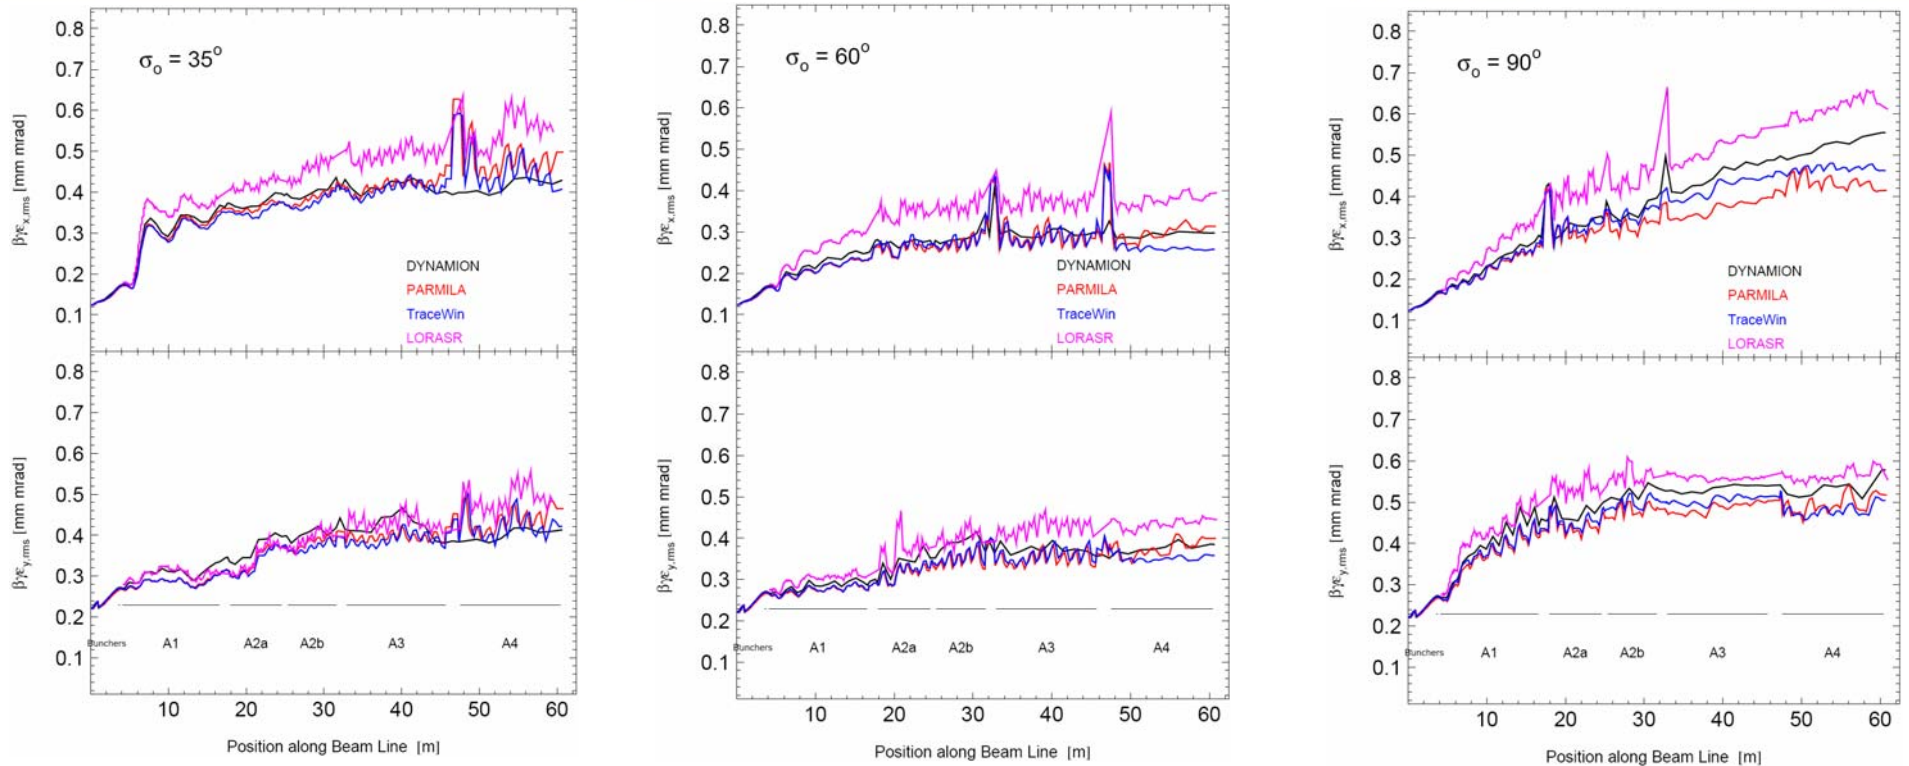 σo = 35°
βγεx,rms [mm mrad]
0.8
0.7
0.6
0.5
0.4
0.3
0.2
0.1
DYNAMION
PARMILA
TraceWin
LORASR
βγεy,rms [mm mrad]
0.8
0.7
0.6
0.5
0.4
0.3
0.2
0.1
Bunchers A1 A2a A2b A3 A4
10 20 30 40 50 60
Position along Beam Line [m]
σo = 60°
βγεx,rms [mm mrad]
0.8
0.7
0.6
0.5
0.4
0.3
0.2
0.1
DYNAMION
PARMILA
TraceWin
LORASR
βγεy,rms [mm mrad]
0.8
0.7
0.6
0.5
0.4
0.3
0.2
0.1
Bunchers A1 A2a A2b A3 A4
10 20 30 40 50 60
Position along Beam Line [m]
σo = 90°
βγεx,rms [mm mrad]
0.8
0.7
0.6
0.5
0.4
0.3
0.2
0.1
DYNAMION
PARMILA
TraceWin
LORASR
βγεy,rms [mm mrad]
0.8
0.7
0.6
0.5
0.4
0.3
0.2
0.1
Bunchers A1 A2a A2b A3 A4
10 20 30 40 50 60
Position along Beam Line [m]